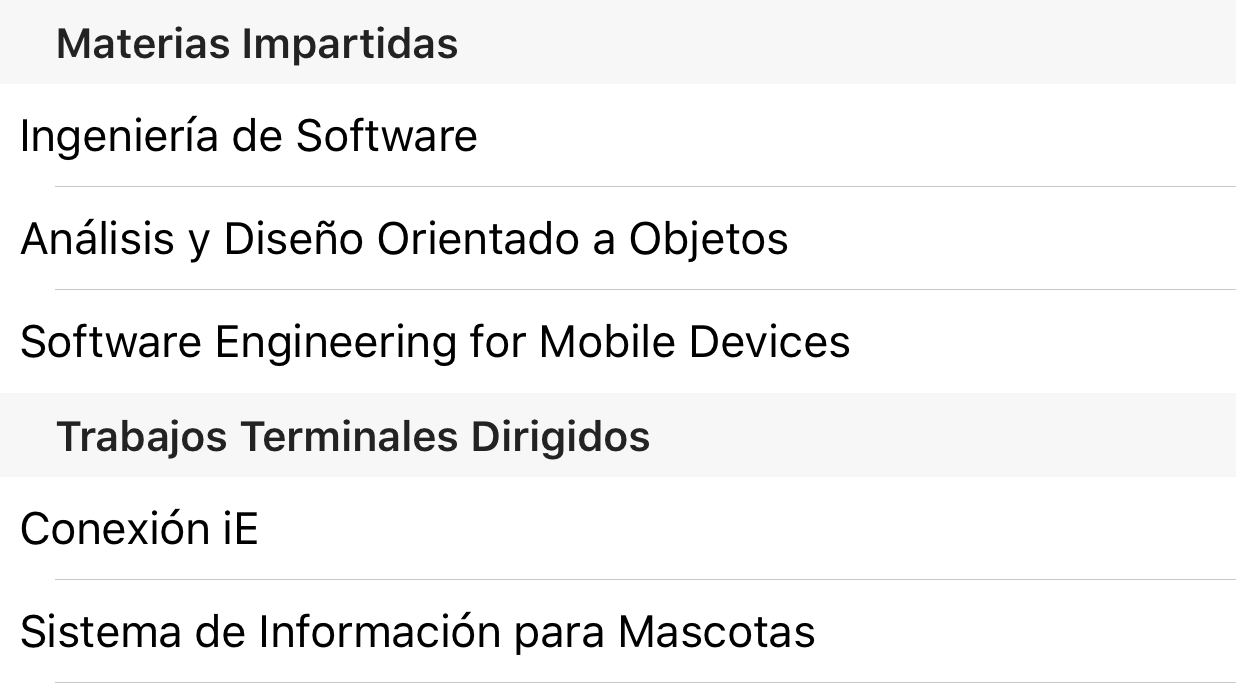 Materias Impartidas
Ingeniería de Software
Análisis y Diseño Orientado a Objetos
Software Engineering for Mobile Devices
Trabajos Terminales Dirigidos
Conexión iE
Sistema de Información para Mascotas